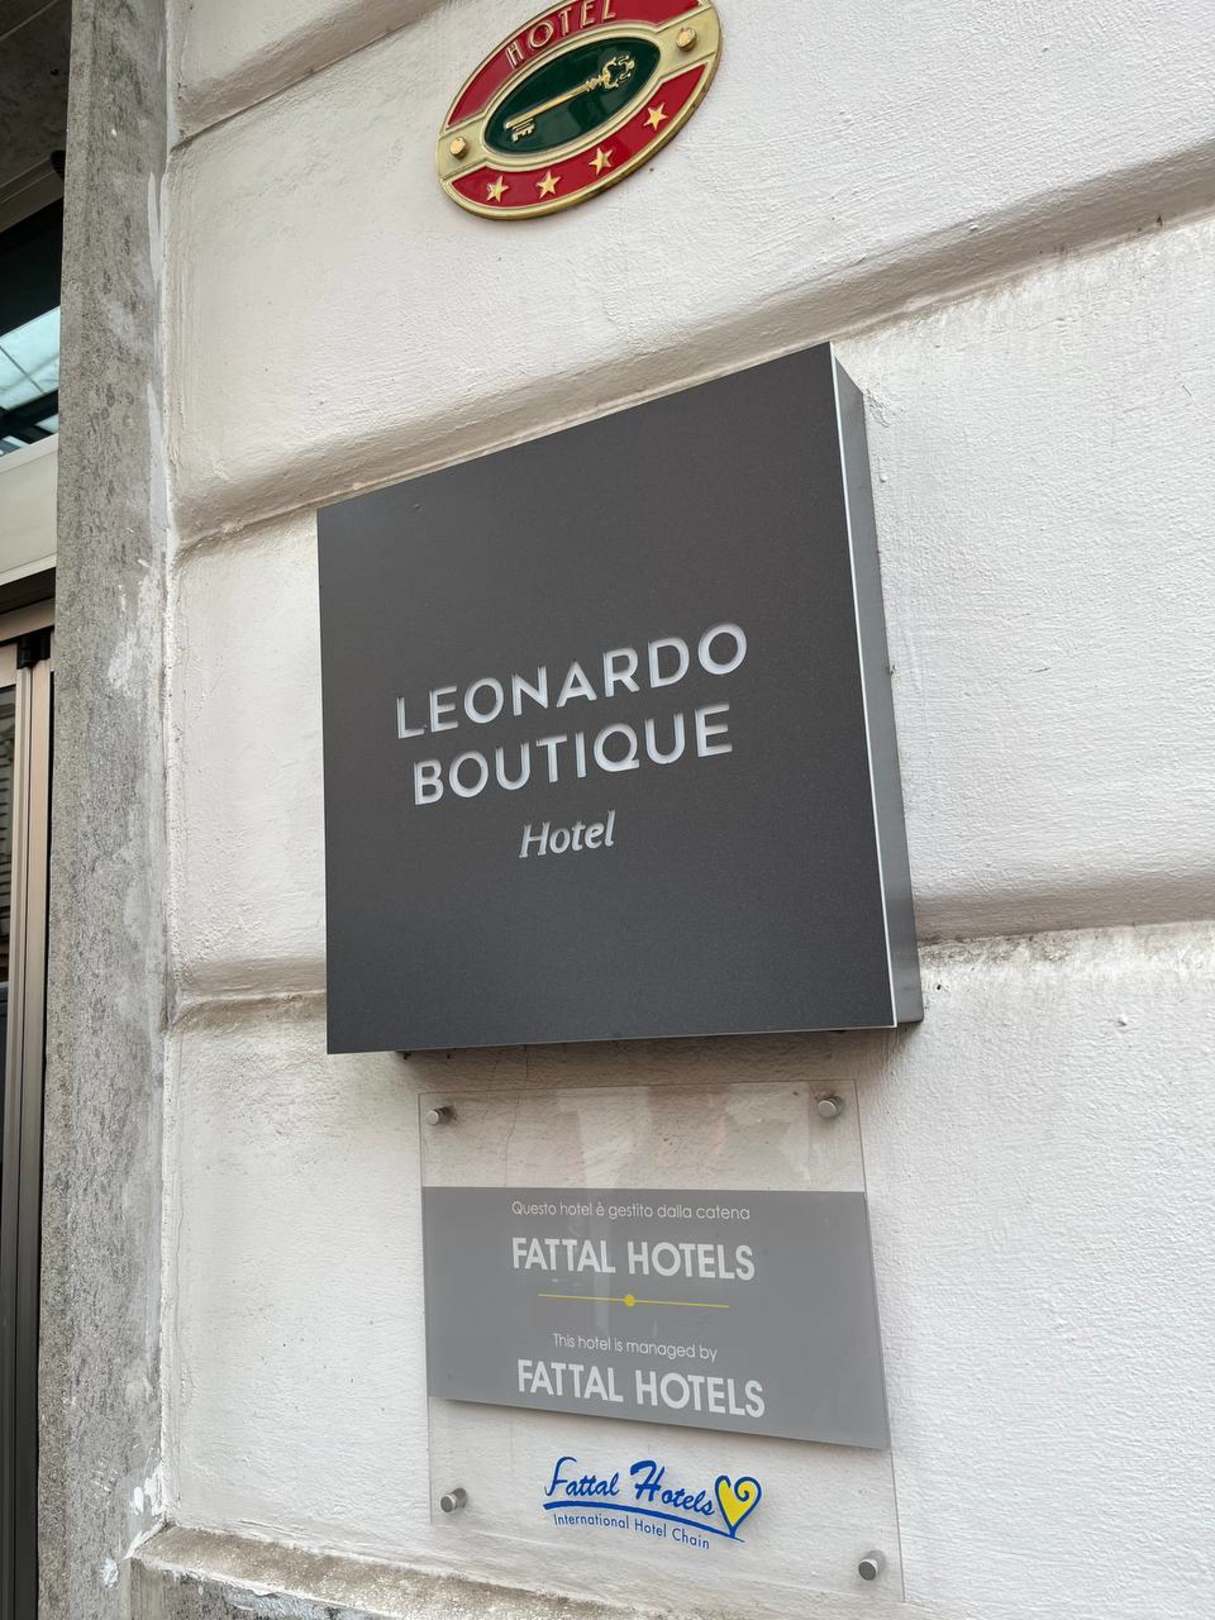 HOTEL
LEONARDO
BOUTIQUE
Hotel
Questo hotel è gestito dalla catena
FATTAL HOTELS
This hotel is managed by
FATTAL HOTELS
Fattal Hotels
International Hotel Chain